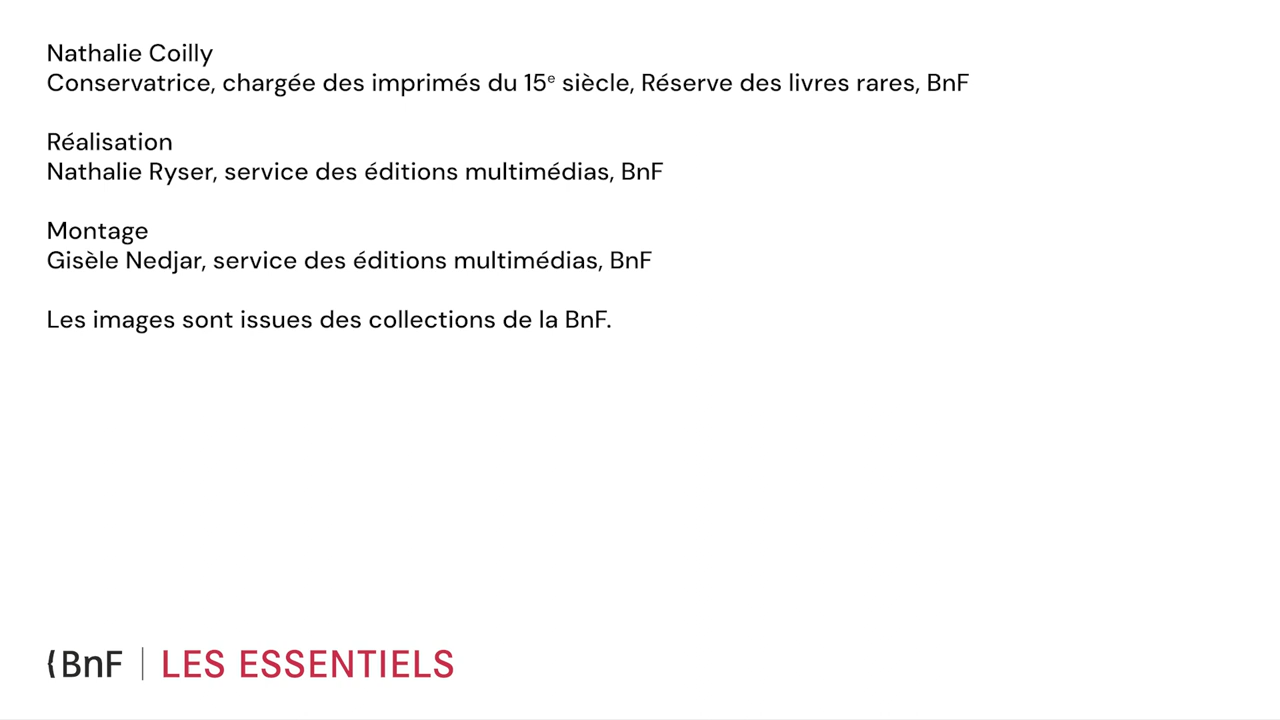 Nathalie Coilly
Conservatrice, chargée des imprimés du 15ᵉ siècle, Réserve des livres rares, BnF
Réalisation
Nathalie Ryser, service des éditions multimédias, BnF
Montage
Gisèle Nedjar, service des éditions multimédias, BnF
Les images sont issues des collections de la BnF.
BnF | LES ESSENTIELS